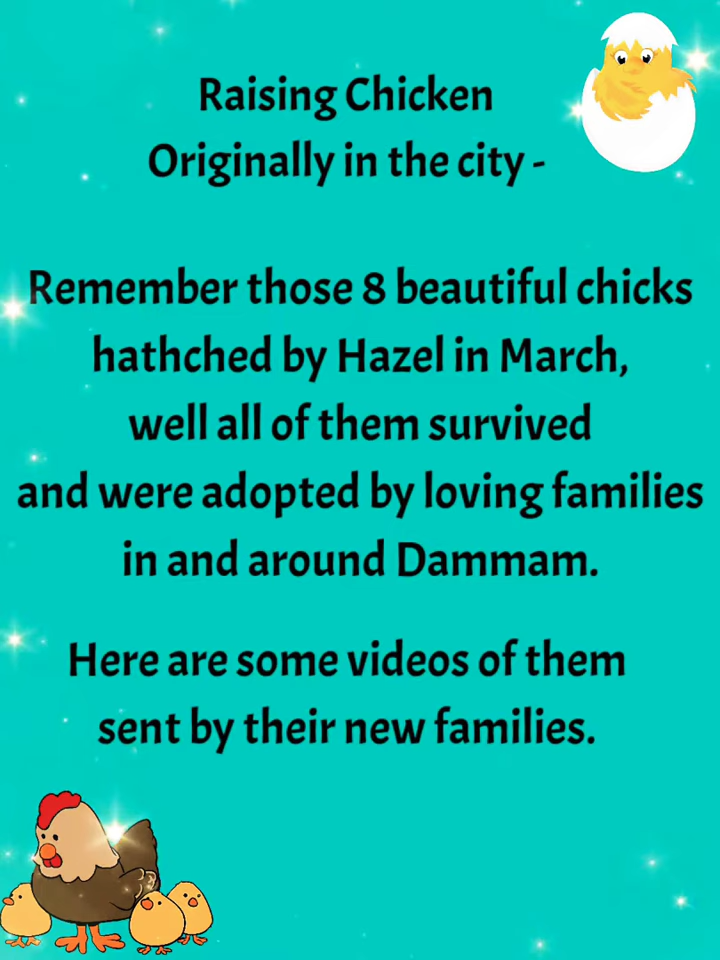 Raising Chicken
Originally in the city -
Remember those 8 beautiful chicks
hathched by Hazel in March,
well all of them survived
and were adopted by loving families
in and around Dammam.
Here are some videos of them
sent by their new families.